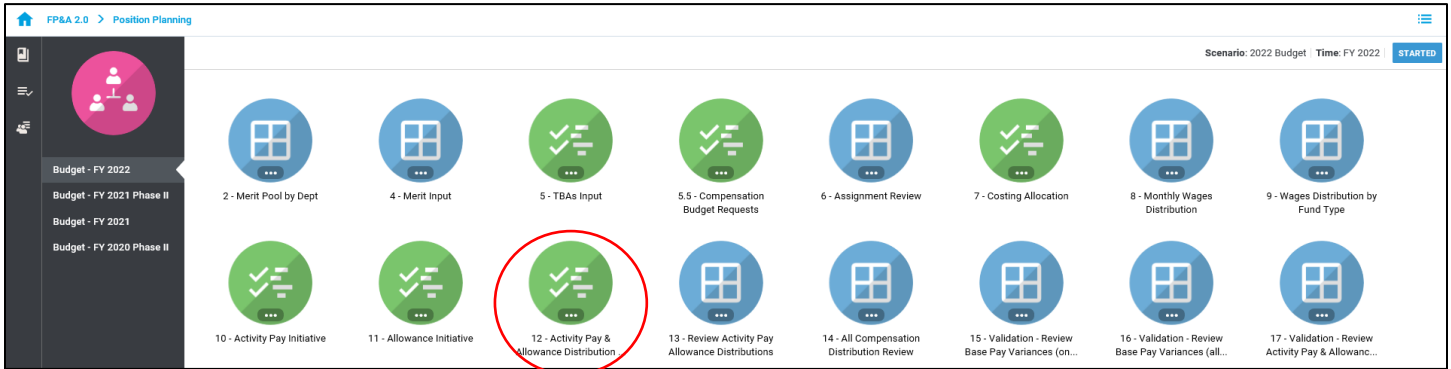 FP&A 2.0 > Position Planning
Scenario: 2022 Budget | Time: FY 2022 | STARTED
Budget - FY 2022
Budget - FY 2021 Phase II
Budget - FY 2021
Budget - FY 2020 Phase II
2 - Merit Pool by Dept
4 - Merit Input
5 - TBAs Input
5.5 - Compensation
Budget Requests
6 - Assignment Review
7 - Costing Allocation
8 - Monthly Wages
Distribution
9 - Wages Distribution by
Fund Type
10 - Activity Pay Initiative
11 - Allowance Initiative
12 - Activity Pay &
Allowance Distribution ...
13 - Review Activity Pay
Allowance Distributions
14 - All Compensation
Distribution Review
15 - Validation - Review
Base Pay Variances (on...
16 - Validation - Review
Base Pay Variances (all...
17 - Validation - Review
Activity Pay & Allowanc...